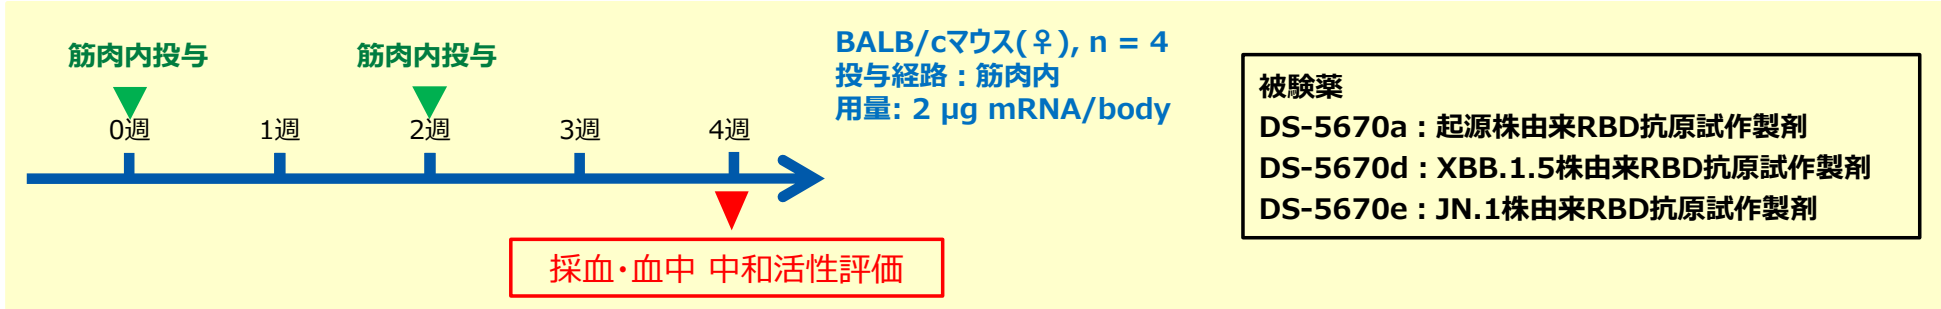 筋肉内投与
筋肉内投与
0週
1週
2週
3週
4週
採血・血中 中和活性評価
BALB/cマウス(♀), n = 4
投与経路：筋肉内
用量: 2 μg mRNA/body
被験薬
DS-5670a：起源株由来RBD抗原試作製剤
DS-5670d：XBB.1.5株由来RBD抗原試作製剤
DS-5670e：JN.1株由来RBD抗原試作製剤